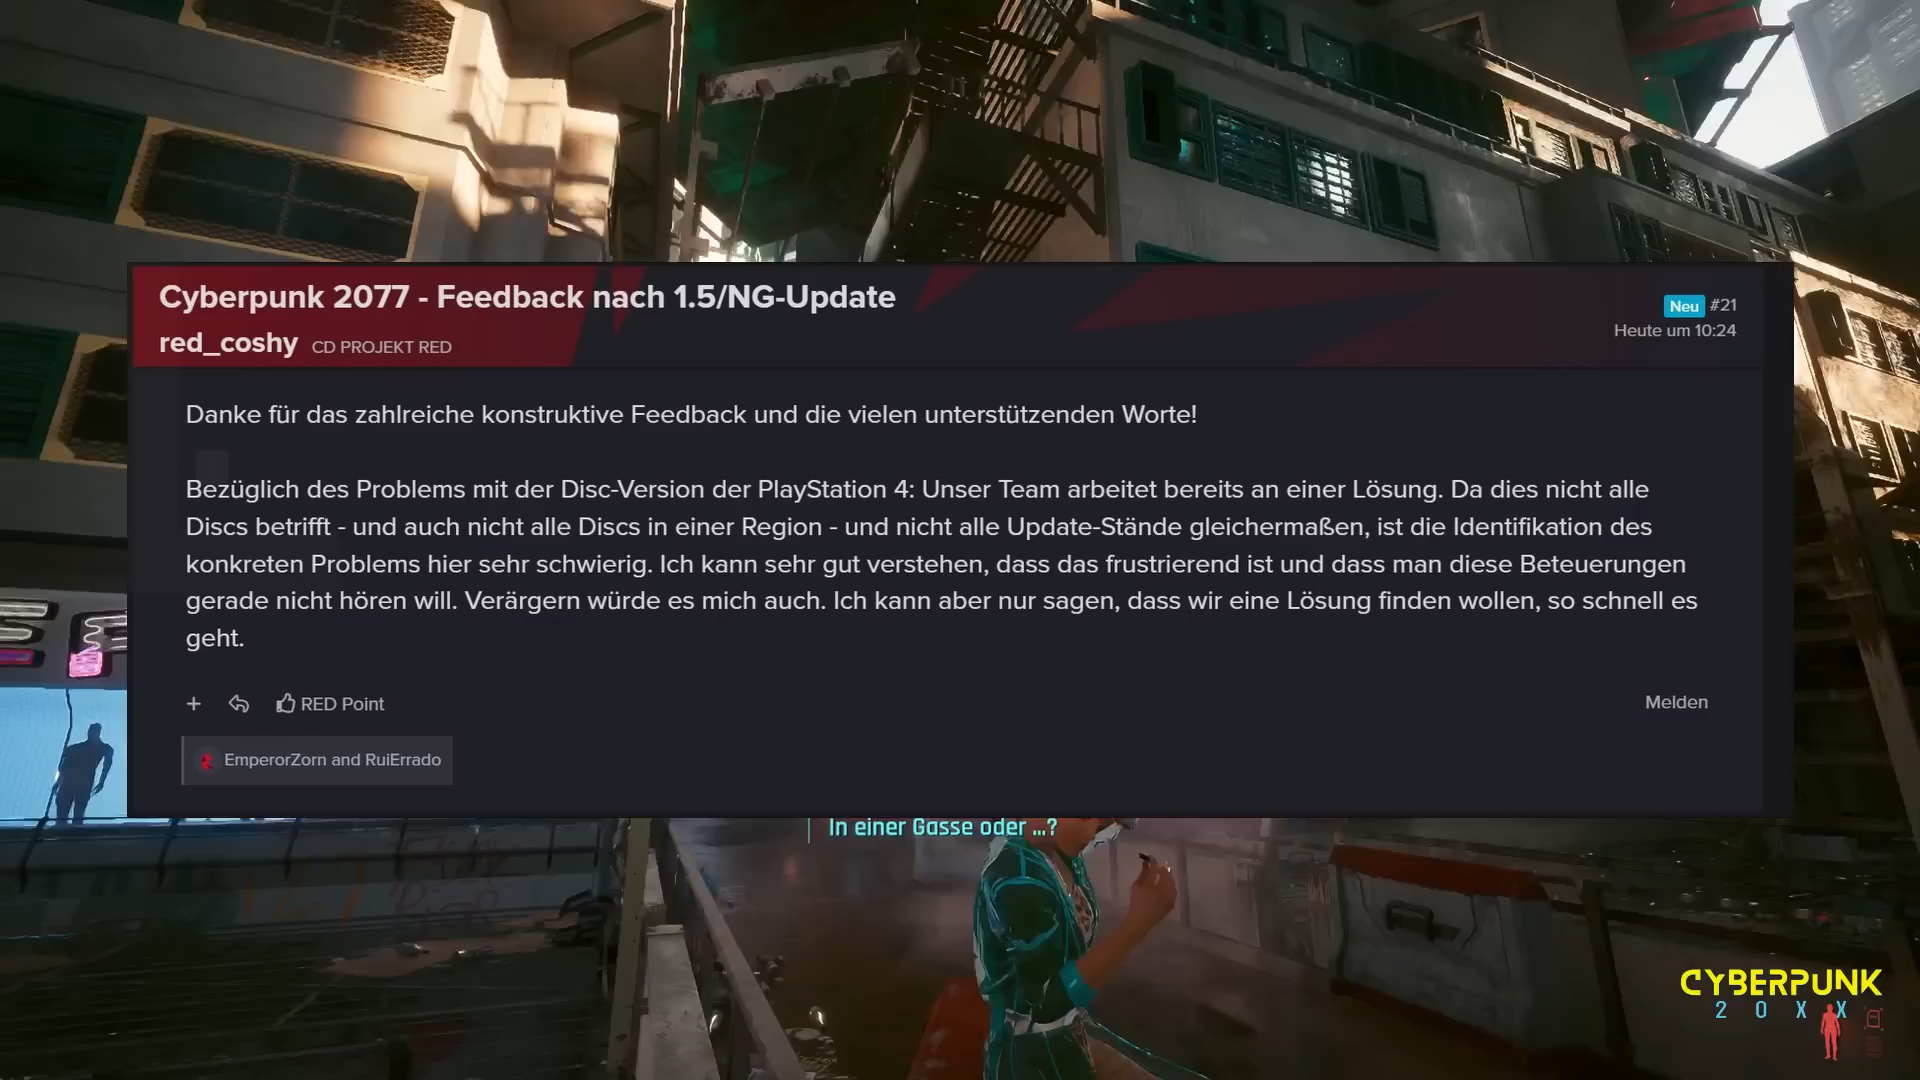 Cyberpunk 2077 - Feedback nach 1.5/NG-Update
Neu #21
red_coshy CD PROJEKT RED
Heute um 10:24
Danke für das zahlreiche konstruktive Feedback und die vielen unterstützenden Worte!
Bezüglich des Problems mit der Disc-Version der PlayStation 4: Unser Team arbeitet bereits an einer Lösung. Da dies nicht alle
Discs betrifft - und auch nicht alle Discs in einer Region - und nicht alle Update-Stände gleichermaßen, ist die Identifikation des
konkreten Problems hier sehr schwierig. Ich kann sehr gut verstehen, dass das frustrierend ist und dass man diese Beteuerungen
gerade nicht hören will. Verärgern würde es mich auch. Ich kann aber nur sagen, dass wir eine Lösung finden wollen, so schnell es
geht.
+ RED Point
Melden
EmperorZorn and RuiErrado
In einer Gasse oder ...?
CYBERPUNK
20XX